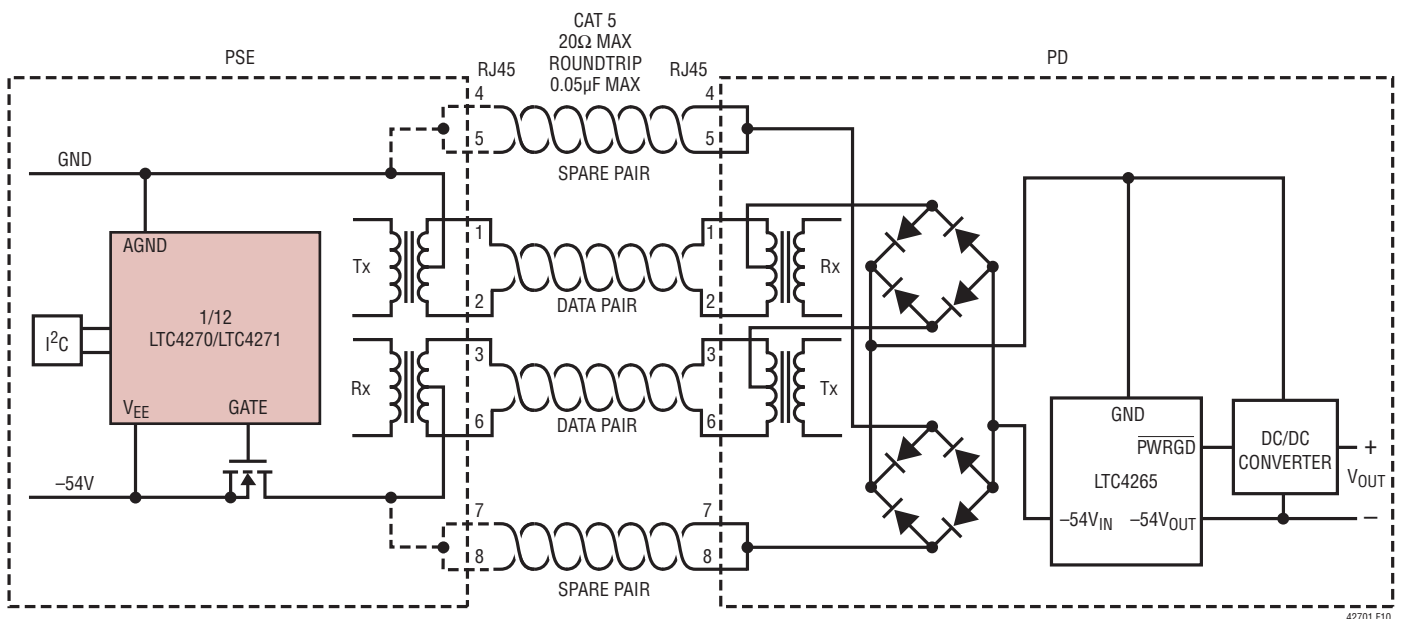 CAT 5
20Ω MAX
ROUNDTRIP
0.05µF MAX
PSE
RJ45
RJ45
PD
4
5
4
5
SPARE PAIR
GND
AGND
1/12
LTC4270/LTC4271
I²C
VEE
GATE
–54V
Tx
1
2
DATA PAIR
1
2
Rx
Rx
3
6
DATA PAIR
3
6
Tx
7
8
SPARE PAIR
7
8
GND
P̅W̅R̅G̅D̅
LTC4265
–54VIN
–54VOUT
DC/DC
CONVERTER
+
VOUT
–
42701 F10